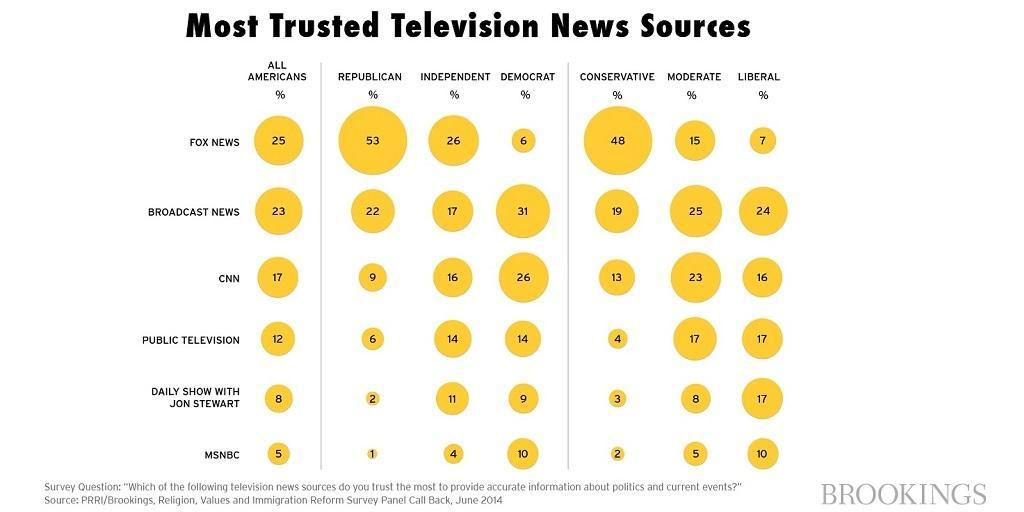 Most Trusted Television News Sources
ALL
AMERICANS REPUBLICAN INDEPENDENT DEMOCRAT CONSERVATIVE MODERATE LIBERAL
% % % % % % %
FOX NEWS 25 53 26 6 48 15 7
BROADCAST NEWS 23 22 17 31 19 25 24
CNN 17 9 16 26 13 23 16
PUBLIC TELEVISION 12 6 14 14 4 17 17
DAILY SHOW WITH
JON STEWART 8 2 11 9 3 8 17
MSNBC 5 1 4 10 2 5 10
Survey Question: "Which of the following television news sources do you trust the most to provide accurate information about politics and current events?"
Source: PRRI/Brookings, Religion, Values and Immigration Reform Survey Panel Call Back, June 2014
BROOKINGS